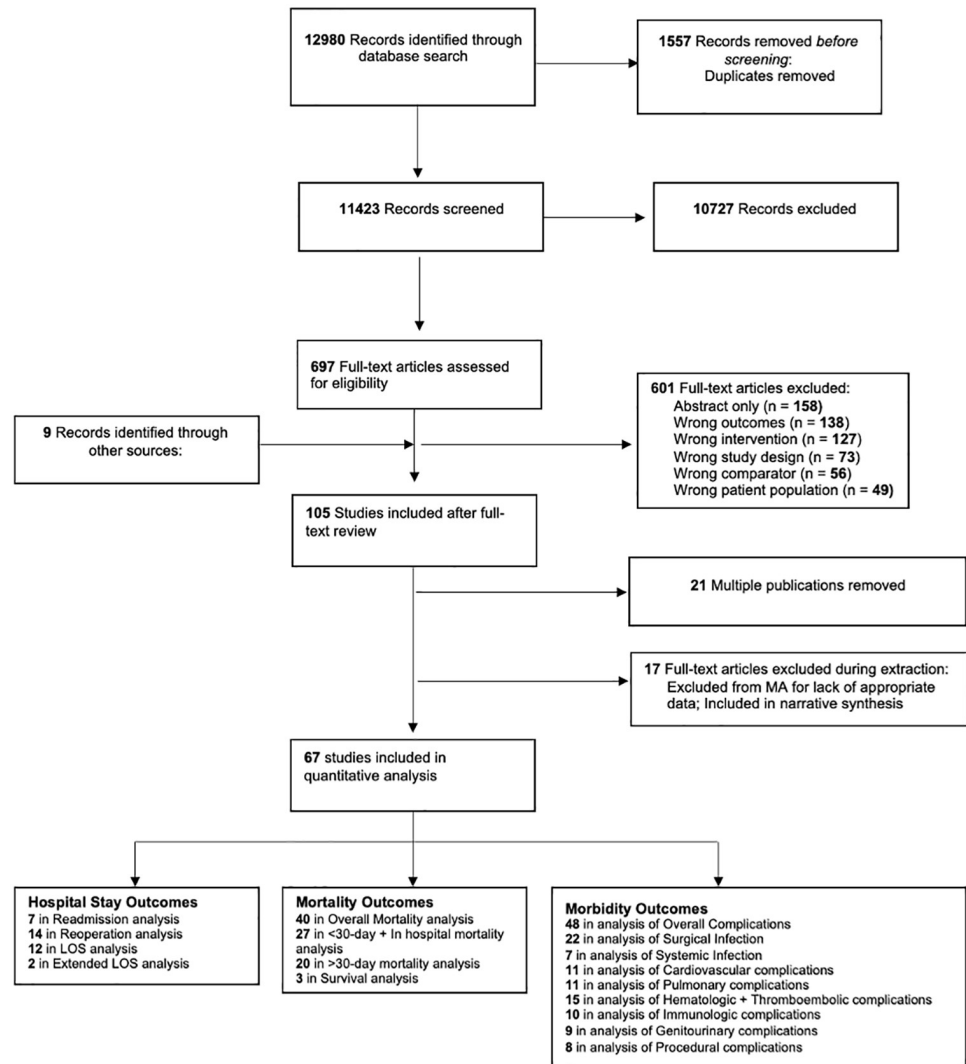 12980 Records identified through
database search
1557 Records removed before
screening:
Duplicates removed
11423 Records screened
10727 Records excluded
697 Full-text articles assessed
for eligibility
601 Full-text articles excluded:
Abstract only (n = 158)
Wrong outcomes (n = 138)
Wrong intervention (n = 127)
Wrong study design (n = 73)
Wrong comparator (n = 56)
Wrong patient population (n = 49)
9 Records identified through
other sources:
105 Studies included after full-
text review
21 Multiple publications removed
17 Full-text articles excluded during extraction:
Excluded from MA for lack of appropriate
data; Included in narrative synthesis
67 studies included in
quantitative analysis
Hospital Stay Outcomes
7 in Readmission analysis
14 in Reoperation analysis
12 in LOS analysis
2 in Extended LOS analysis
Mortality Outcomes
40 in Overall Mortality analysis
27 in <30-day + In hospital mortality
analysis
20 in >30-day mortality analysis
3 in Survival analysis
Morbidity Outcomes
48 in analysis of Overall Complications
22 in analysis of Surgical Infection
7 in analysis of Systemic Infection
11 in analysis of Cardiovascular complications
11 in analysis of Pulmonary complications
15 in analysis of Hematologic + Thromboembolic complications
10 in analysis of Immunologic complications
9 in analysis of Genitourinary complications
8 in analysis of Procedural complications